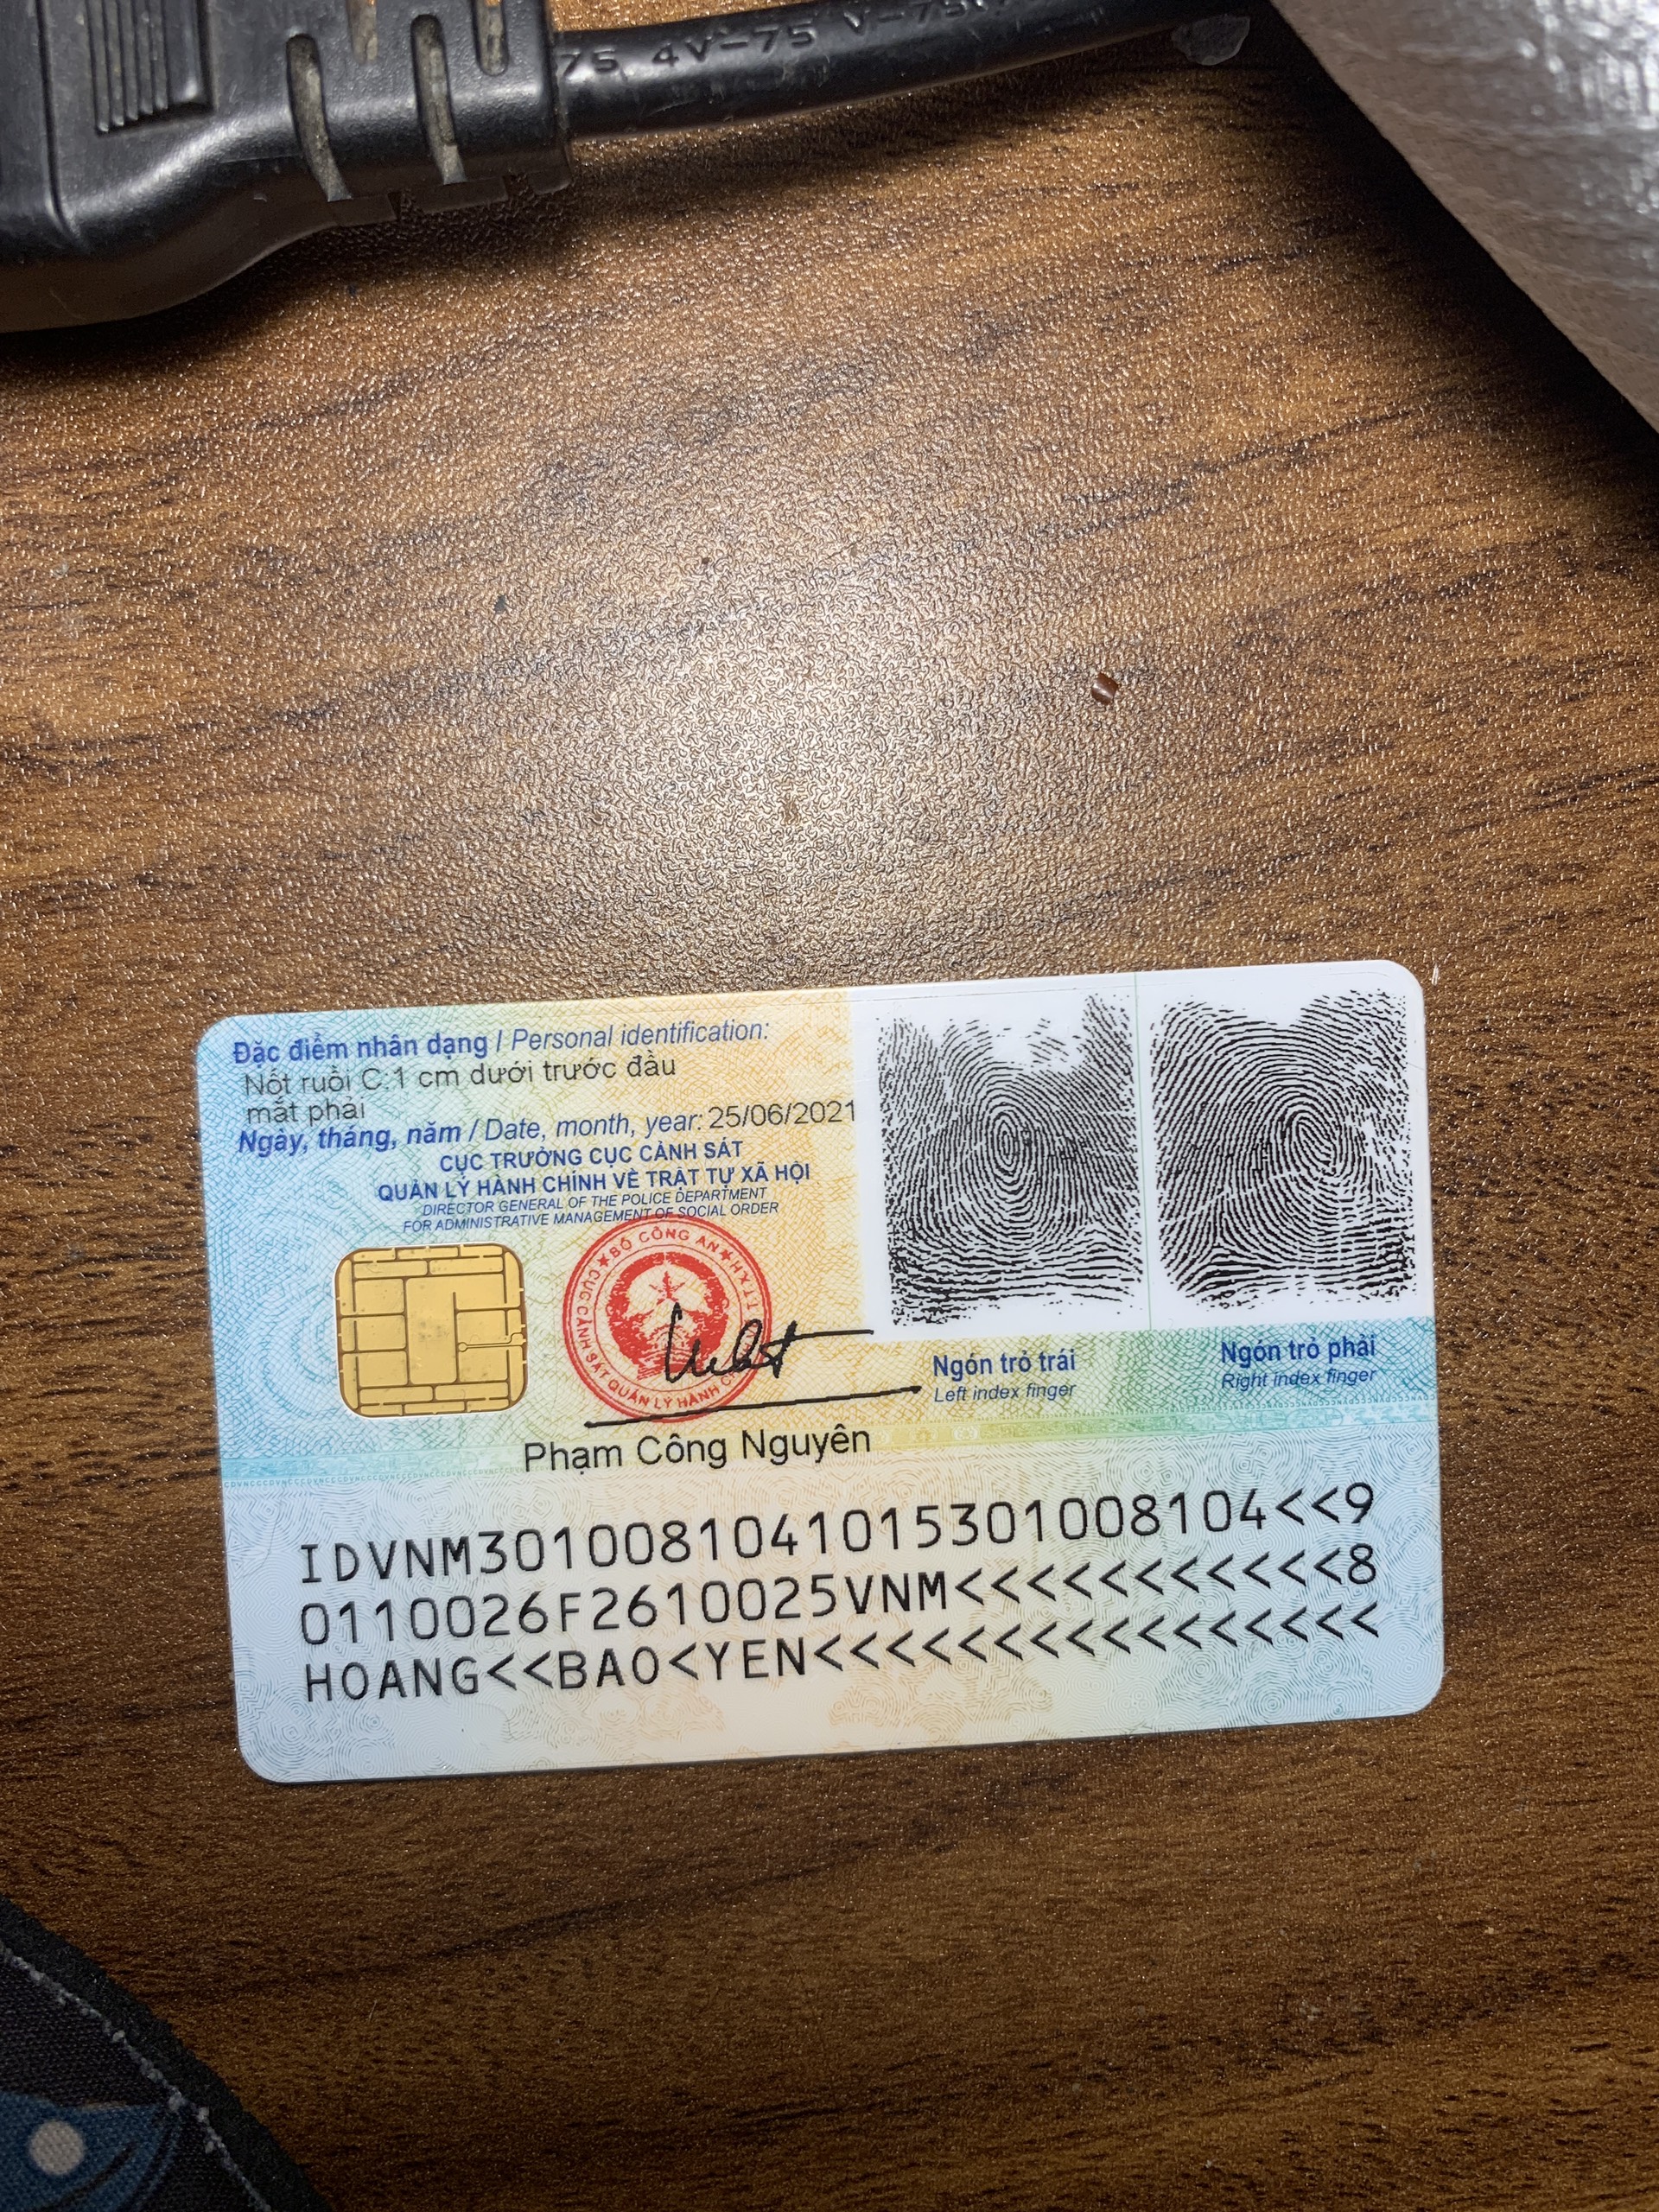 75 4V-75 V-75
Đặc điểm nhân dạng / Personal identification:
Nốt ruồi C:1 cm dưới trước đầu
mắt phải
Ngày, tháng, năm / Date, month, year: 25/06/2021
CỤC TRƯỞNG CỤC CẢNH SÁT
QUẢN LÝ HÀNH CHÍNH VỀ TRẬT TỰ XÃ HỘI
DIRECTOR GENERAL OF THE POLICE DEPARTMENT
FOR ADMINISTRATIVE MANAGEMENT OF SOCIAL ORDER
★ BỘ CÔNG AN ★
CỤC CẢNH SÁT QUẢN LÝ HÀNH TTXH
Ngón trỏ trái
Left index finger
Ngón trỏ phải
Right index finger
Phạm Công Nguyên
IDVNM3010081041015301008104<<9
0110026F2610025VNM<<<<<<<<<<<8
HOANG<<BAO<YEN<<<<<<<<<<<<<<<<